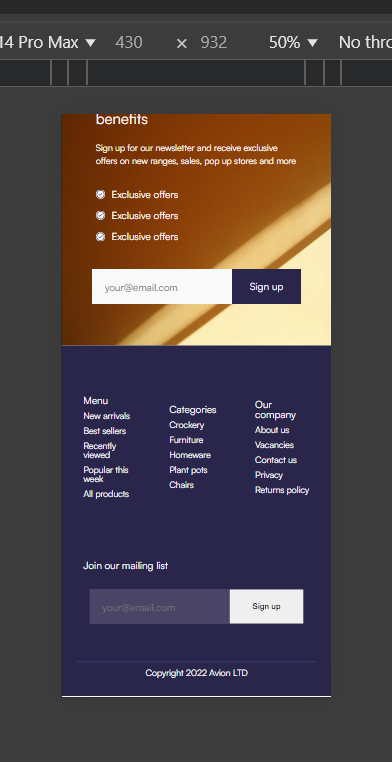 14 Pro Max ▼ 430 × 932 50% ▼ No thro
benefits
Sign up for our newsletter and receive exclusive
offers on new ranges, sales, pop up stores and more
Exclusive offers
Exclusive offers
Exclusive offers
your@email.com Sign up
Menu
New arrivals
Best sellers
Recently
viewed
Popular this
week
All products
Categories
Crockery
Furniture
Homeware
Plant pots
Chairs
Our
company
About us
Vacancies
Contact us
Privacy
Returns policy
Join our mailing list
your@email.com Sign up
Copyright 2022 Avion LTD